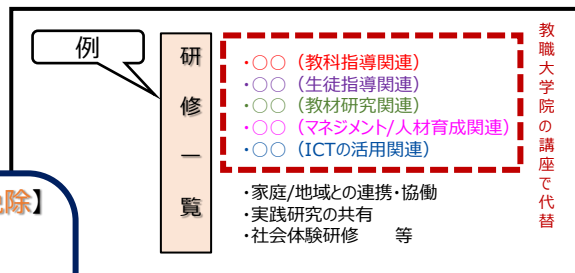 例
研修一覧
・○○（教科指導関連）
・○○（生徒指導関連）
・○○（教材研究関連）
・○○（マネジメント/人材育成関連）
・○○（ICTの活用関連）
・家庭/地域との連携・協働
・実践研究の共有
・社会体験研修　等
教職大学院の講座で代替
除】